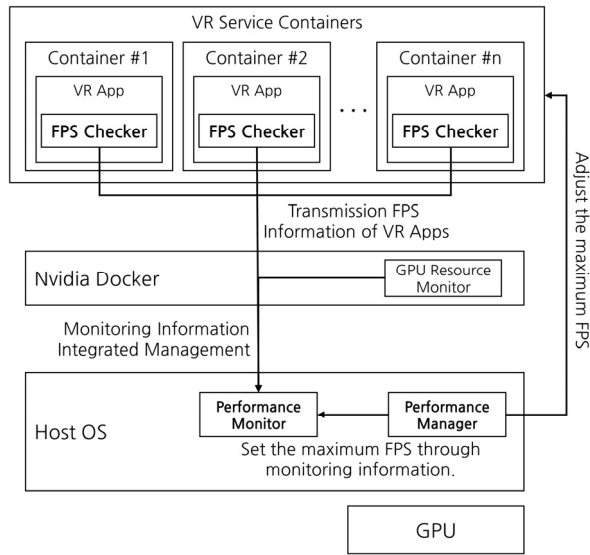 VR Service Containers
Container #1
VR App
FPS Checker
Container #2
VR App
FPS Checker
...
Container #n
VR App
FPS Checker
Adjust the maximum FPS
Transmission FPS
Information of VR Apps
Nvidia Docker
GPU Resource
Monitor
Monitoring Information
Integrated Management
Host OS
Performance
Monitor
Performance
Manager
Set the maximum FPS through
monitoring information.
GPU